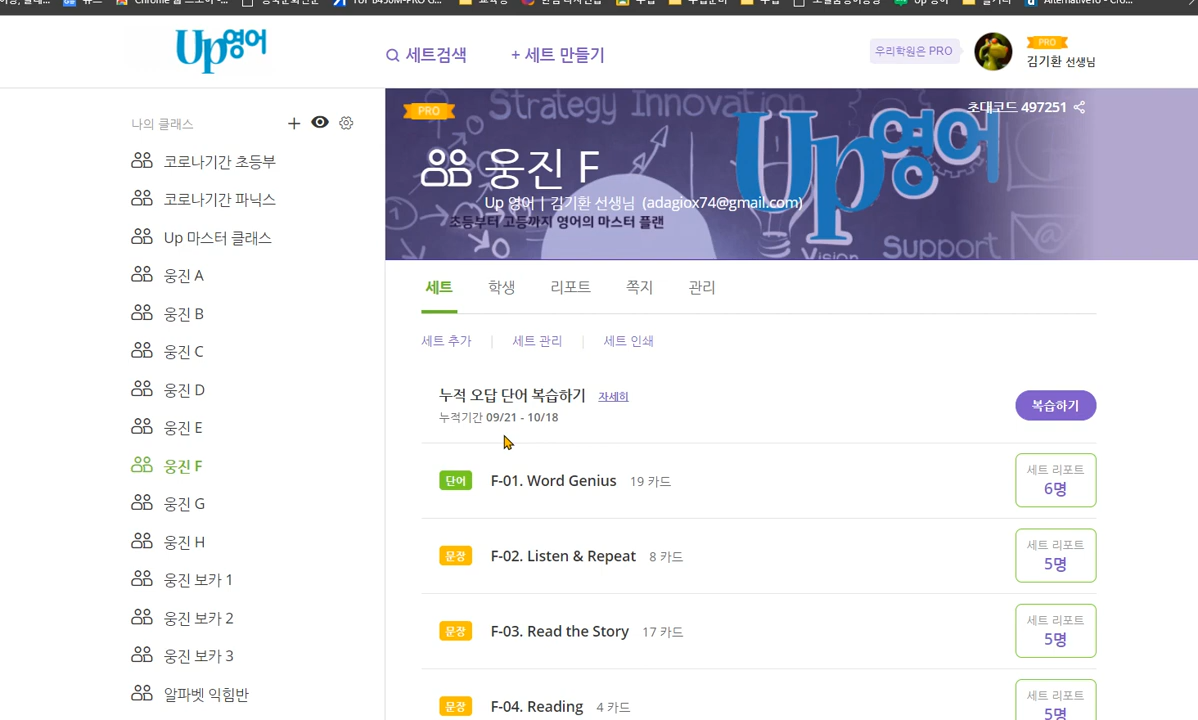 뉴스
Up영어
세트검색
+ 세트 만들기
우리학원은 PRO
PRO
김기환 선생님
나의 클래스
코로나기간 초등부
코로나기간 파닉스
Up 마스터 클래스
웅진 A
웅진 B
웅진 C
웅진 D
웅진 E
웅진 F
웅진 G
웅진 H
웅진 보카 1
웅진 보카 2
웅진 보카 3
알파벳 익힘반
PRO
Strategy Innovation
초대코드 497251
웅진 F
Up 영어 | 김기환 선생님 (adagiox74@gmail.com)
초등부터 고등까지 영어의 마스터 플랜
Up영어
Vision
Support
세트 학생 리포트 쪽지 관리
세트 추가 | 세트 관리 | 세트 인쇄
누적 오답 단어 복습하기 자세히
누적기간 09/21 - 10/18
복습하기
단어 F-01. Word Genius 19 카드
세트 리포트
6명
문장 F-02. Listen & Repeat 8 카드
세트 리포트
5명
문장 F-03. Read the Story 17 카드
세트 리포트
5명
문장 F-04. Reading 4 카드
세트 리포트
5명